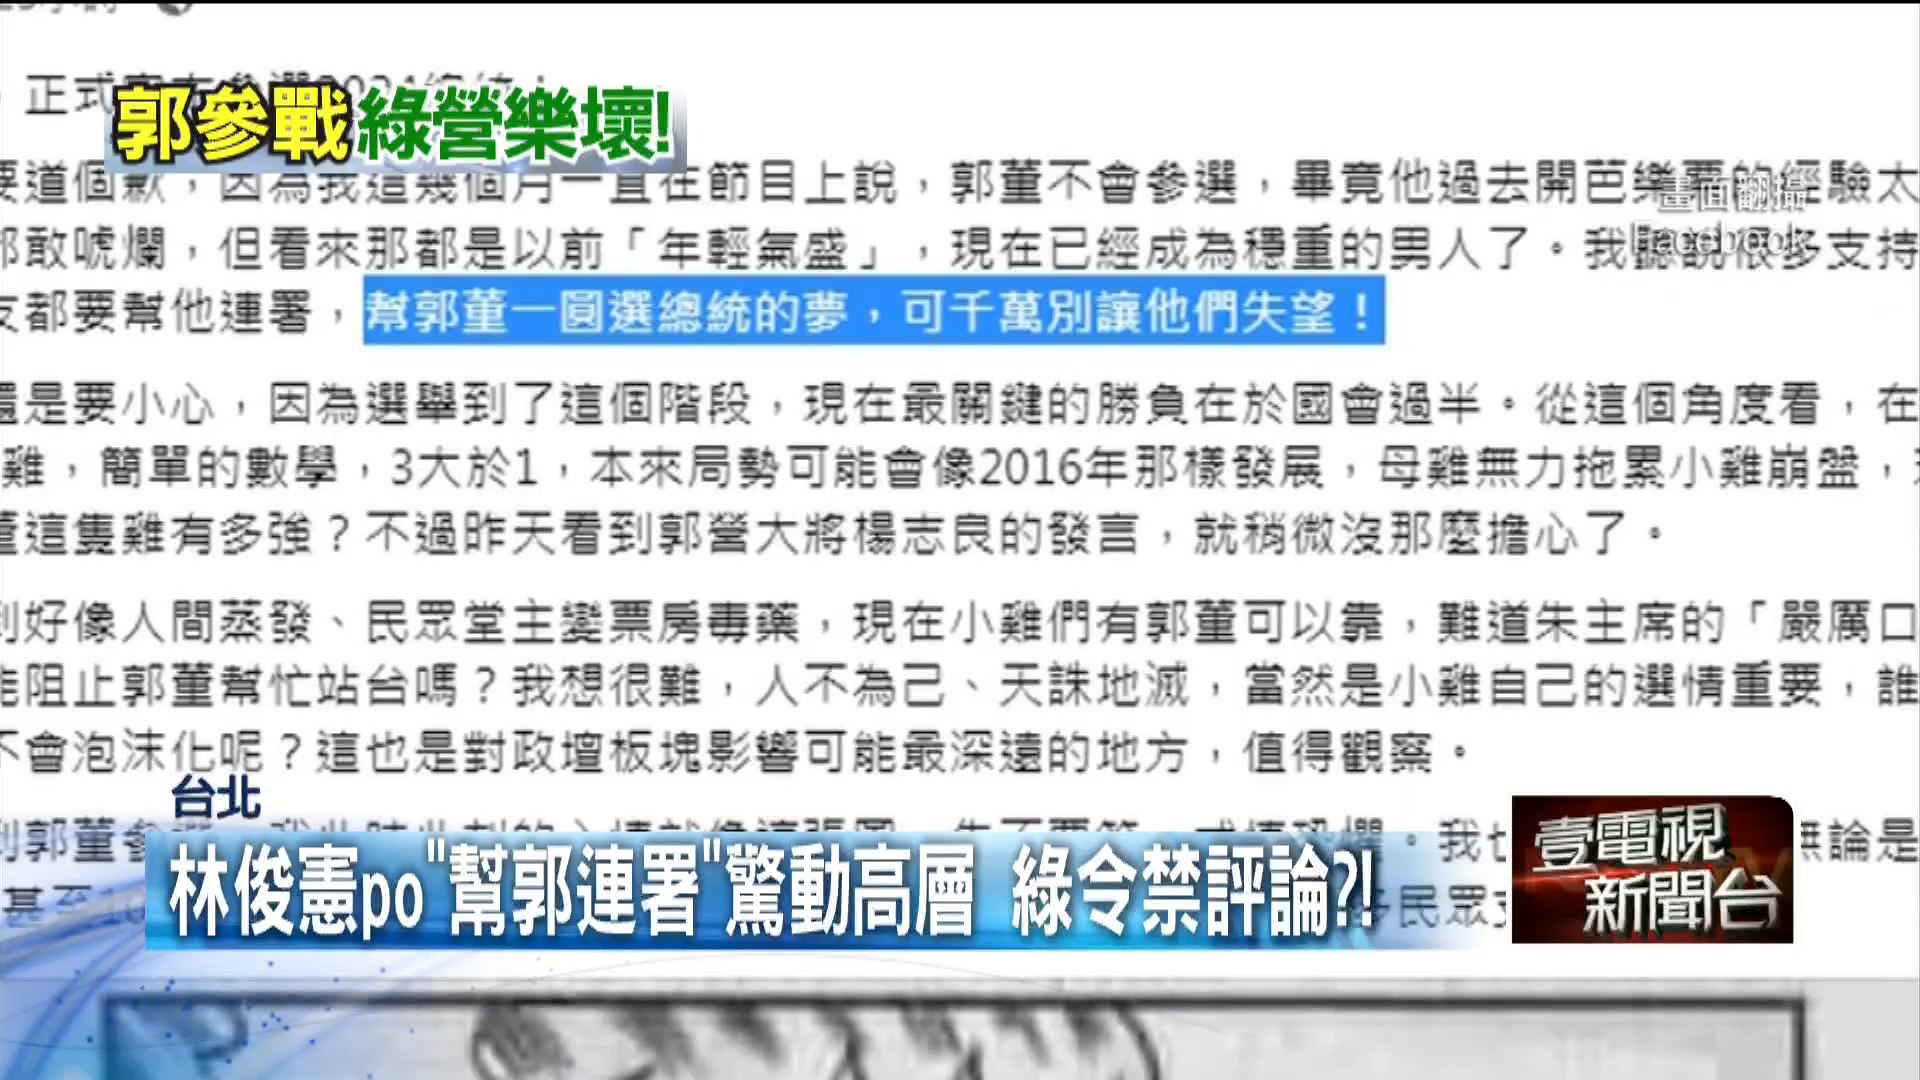 郭參戰 綠營樂壞!
要道個歉，因為我這幾個月一直在節目上說，郭董不會參選，畢竟他過去開芭樂票的經驗太
畫面翻攝
Facebook
都敢唬爛，但看來那都是以前「年輕氣盛」，現在已經成為穩重的男人了。我聽說很多支持
友都要幫他連署，幫郭董一圓選總統的夢，可千萬別讓他們失望！
還是要小心，因為選舉到了這個階段，現在最關鍵的勝負在於國會過半。從這個角度看，在
雞，簡單的數學，3大於1，本來局勢可能會像2016年那樣發展，母雞無力拖累小雞崩盤，
董這隻雞有多強？不過昨天看到郭營大將楊志良的發言，就稍微沒那麼擔心了。
到好像人間蒸發、民眾堂主變票房毒藥，現在小雞們有郭董可以靠，難道朱主席的「嚴厲口
能阻止郭董幫忙站台嗎？我想很難，人不為己、天誅地滅，當然是小雞自己的選情重要，誰
不會泡沫化呢？這也是對政壇板塊影響可能最深遠的地方，值得觀察。
台北
林俊憲po"幫郭連署"驚動高層 綠令禁評論?!
壹電視
新聞台
無論是